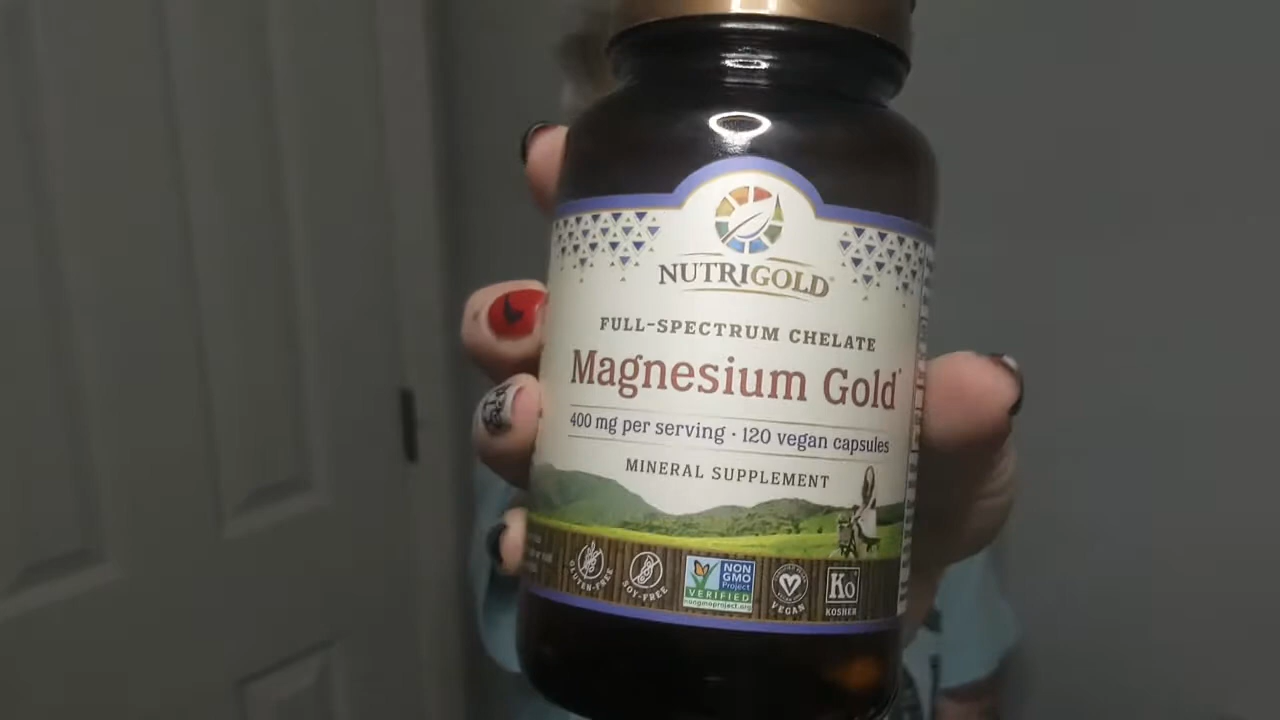 NUTRIGOLD
FULL-SPECTRUM CHELATE
Magnesium Gold
400 mg per serving · 120 vegan capsules
MINERAL SUPPLEMENT
GLUTEN-FREE
SOY-FREE
NON
GMO
Project
VERIFIED
nongmoproject.org
VEGAN
Ko
KOSHER